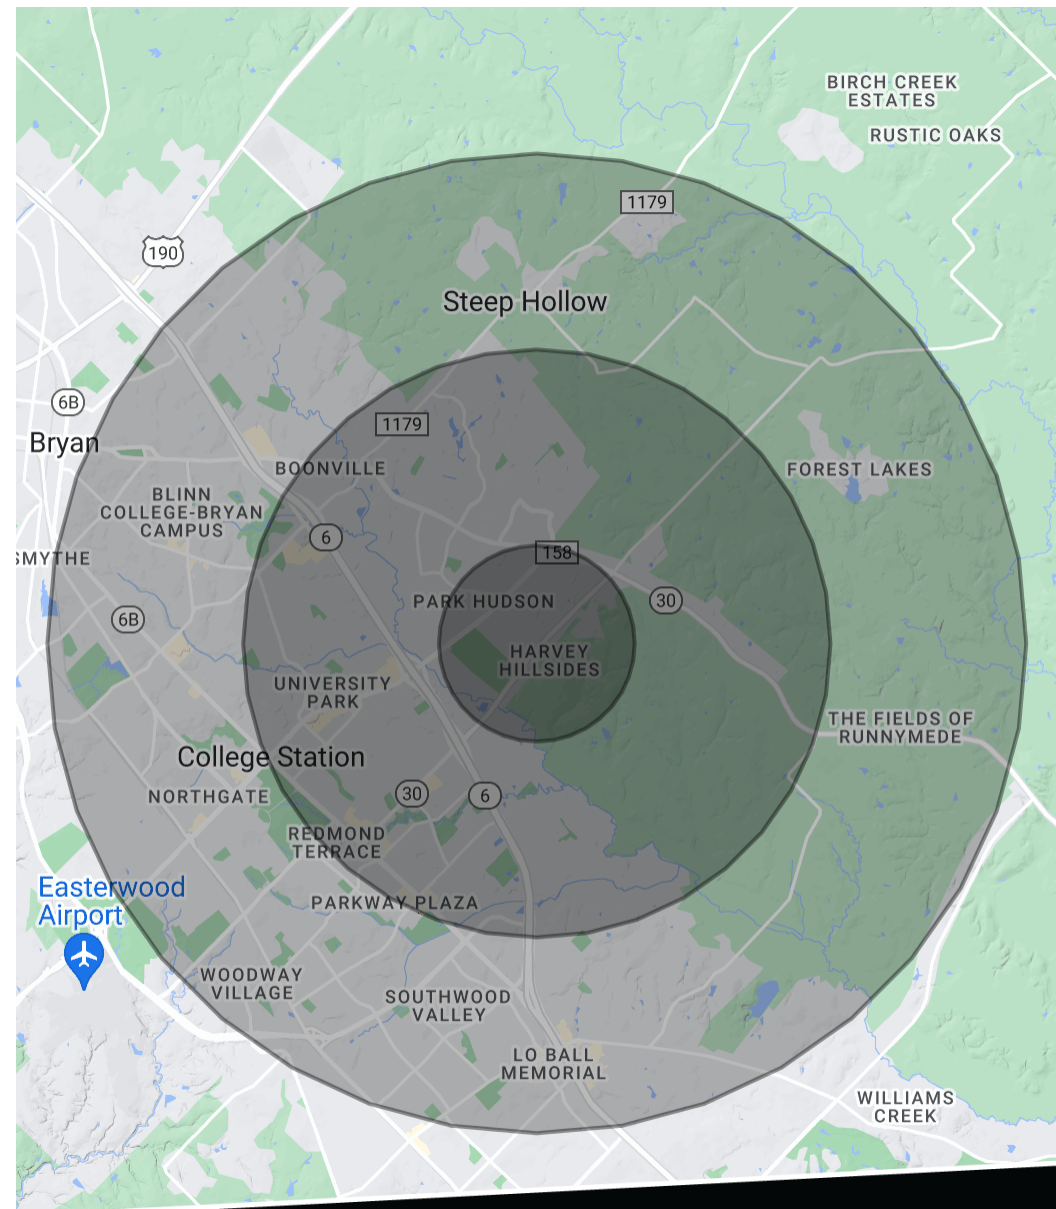 BIRCH CREEK
ESTATES
RUSTIC OAKS
1179
190
Steep Hollow
6B
1179
Bryan
BOONVILLE
FOREST LAKES
BLINN
COLLEGE-BRYAN
CAMPUS
6
158
SMYTHE
30
PARK HUDSON
6B
HARVEY
HILLSIDES
UNIVERSITY
PARK
THE FIELDS OF
RUNNYMEDE
College Station
NORTHGATE
30
6
REDMOND
TERRACE
Easterwood
Airport
PARKWAY PLAZA
WOODWAY
VILLAGE
SOUTHWOOD
VALLEY
LO BALL
MEMORIAL
WILLIAMS
CREEK